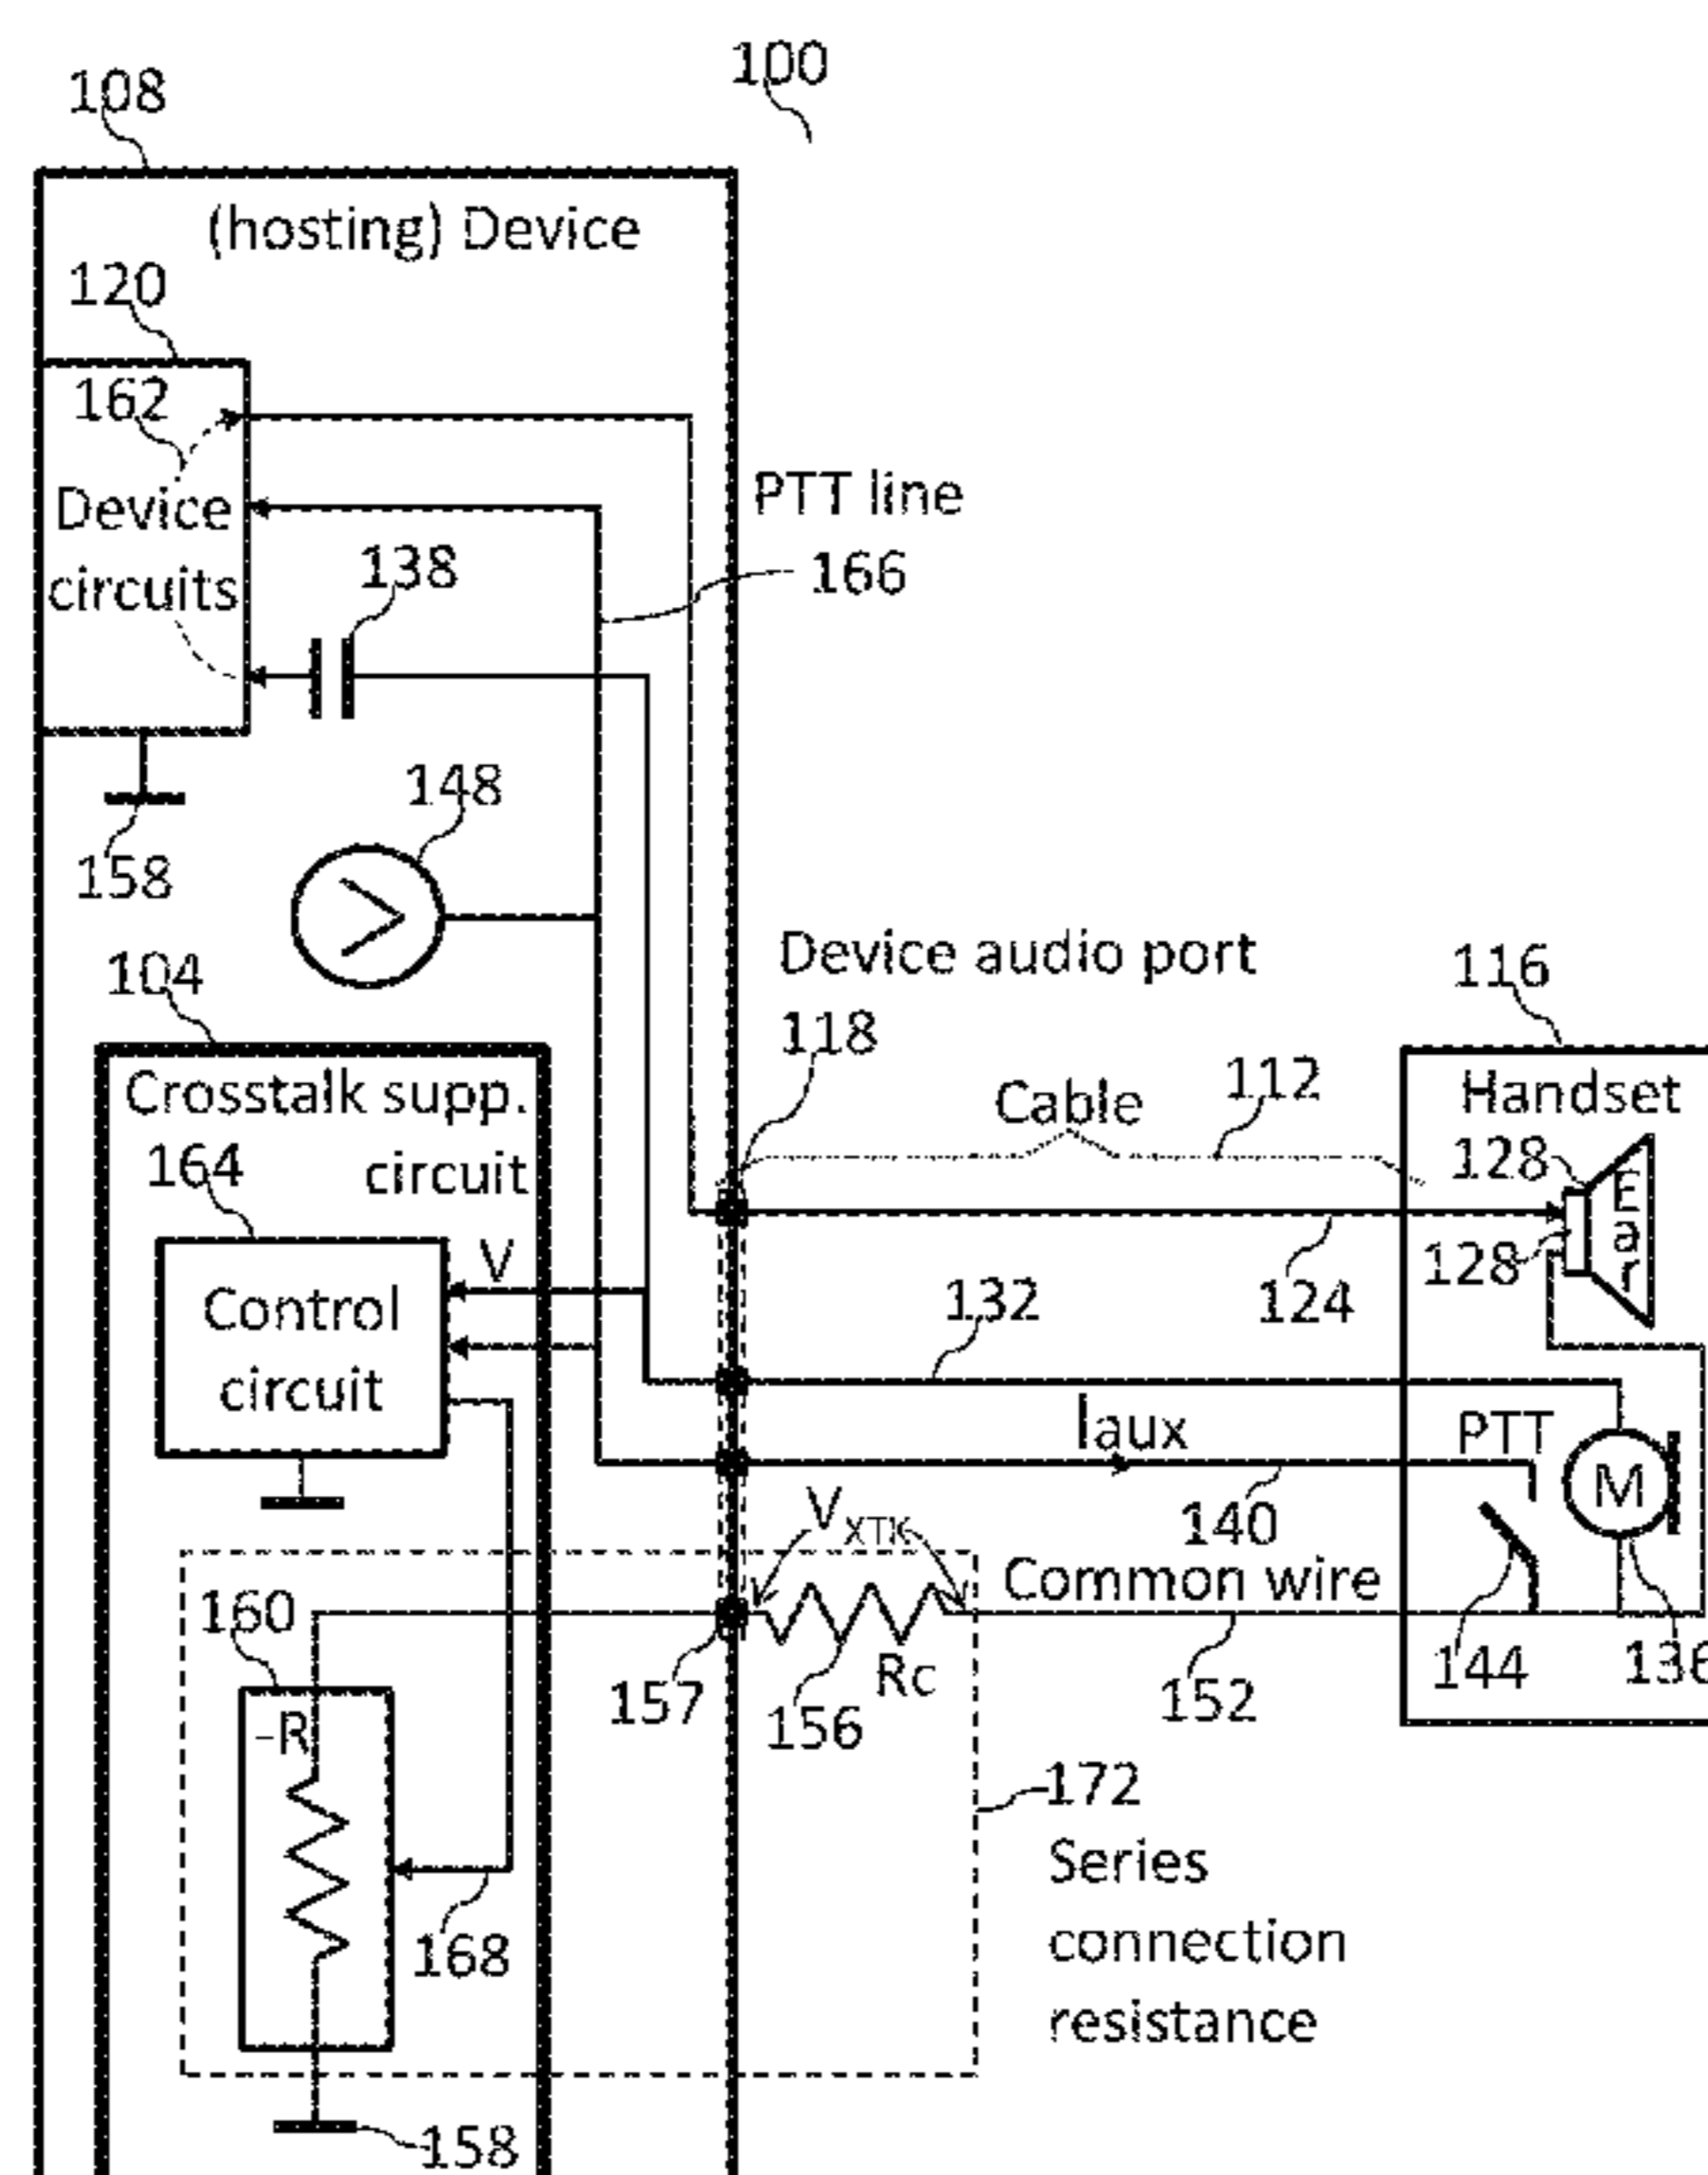 100
108
(hosting) Device
120
162
Device
circuits
PTT line
166
138
148
158
104
Device audio port
118
116
Crosstalk supp.
circuit
Cable
112
Handset
128
Ear
128
164
V
Control
circuit
124
132
Iaux
PTT
M
140
VXTK
Common wire
160
-R
157
Rc
156
152
144
136
172
Series
connection
resistance
168
158